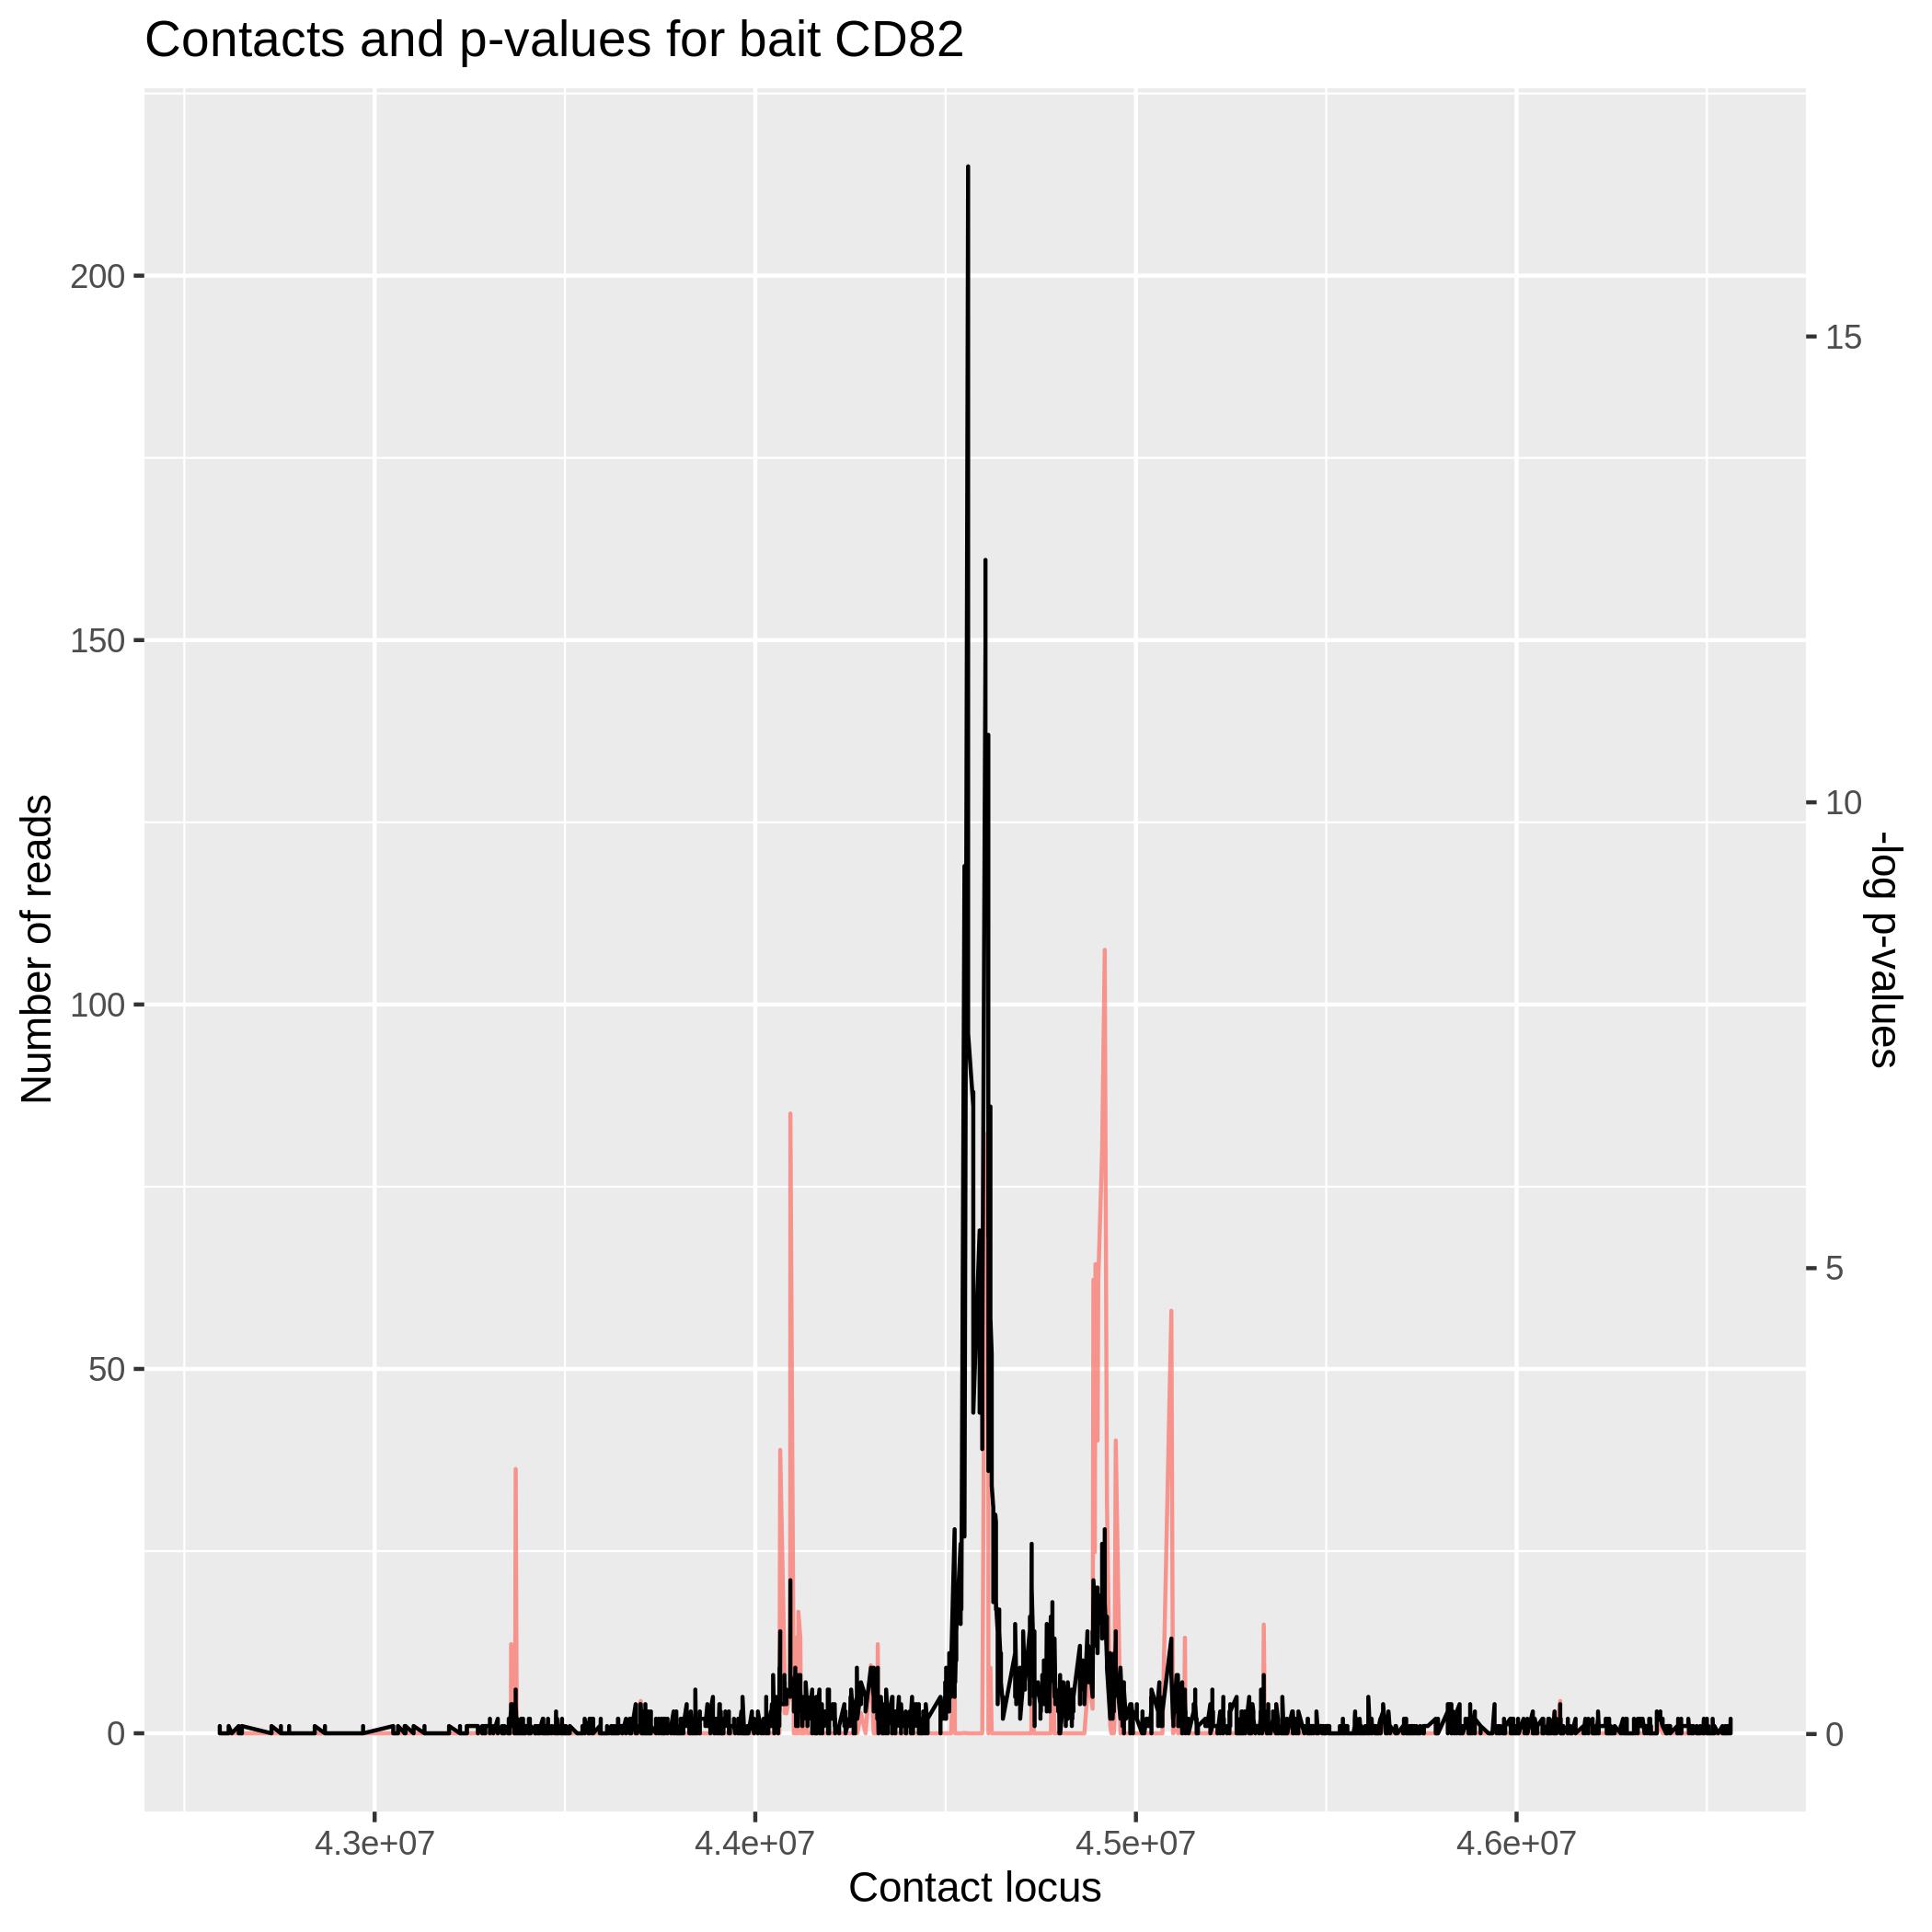 Contacts and p-values for bait CD82
Number of reads
200
150
100
50
0
15
10
5
0
-log p-values
4.3e+07 4.4e+07 4.5e+07 4.6e+07
Contact locus